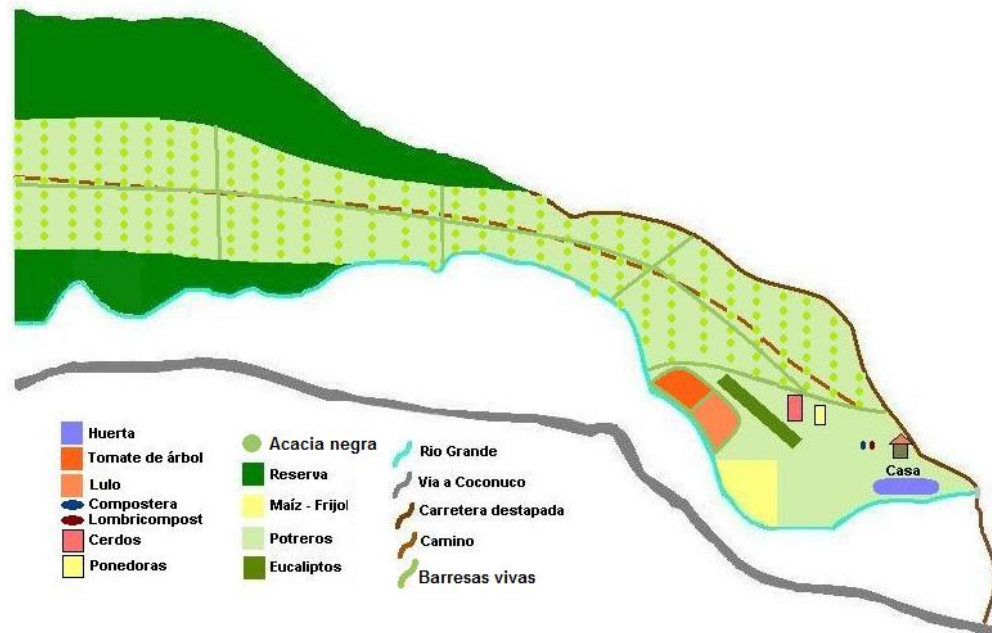 Casa
Huerta
Tomate de árbol
Lulo
Compostera
Lombricompost
Cerdos
Ponedoras
Acacia negra
Reserva
Maíz - Frijol
Potreros
Eucaliptos
Rio Grande
Via a Coconuco
Carretera destapada
Camino
Barresas vivas